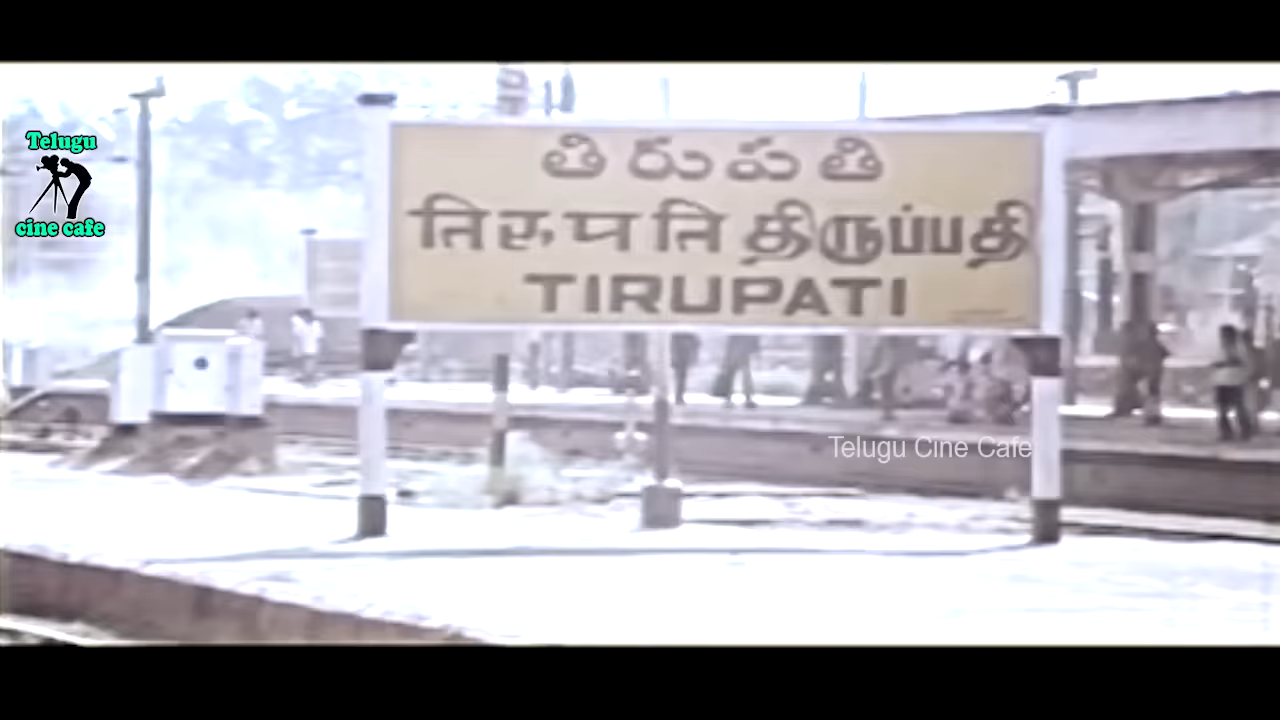 Telugu
cine cafe
తిరుపతి
तिरुपति திருப்பதி
TIRUPATI
Telugu Cine Cafe